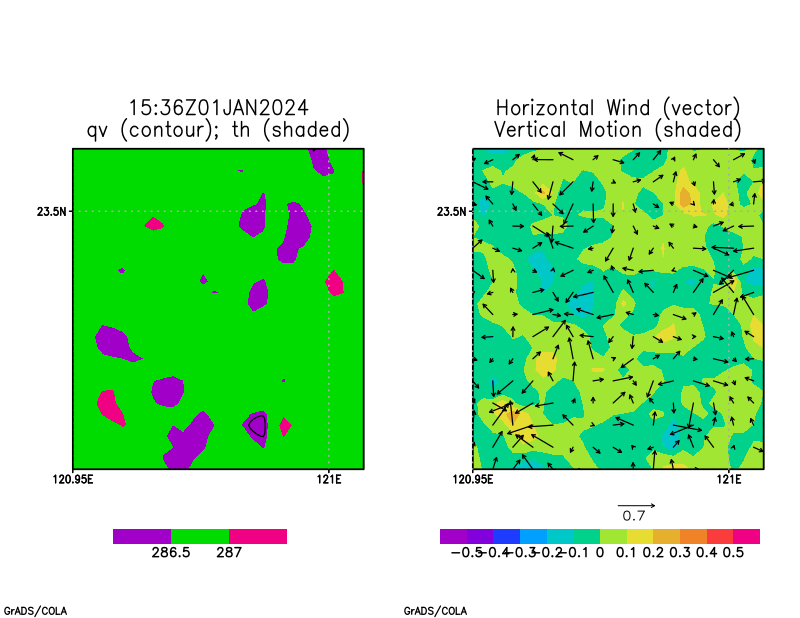 15:36Z01JAN2024
qv (contour); th (shaded)
23.5N
120.95E 121E
286.5 287
Horizontal Wind (vector)
Vertical Motion (shaded)
23.5N
120.95E 121E
0.7
-0.5 -0.4 -0.3 -0.2 -0.1 0 0.1 0.2 0.3 0.4 0.5
GrADS/COLA GrADS/COLA